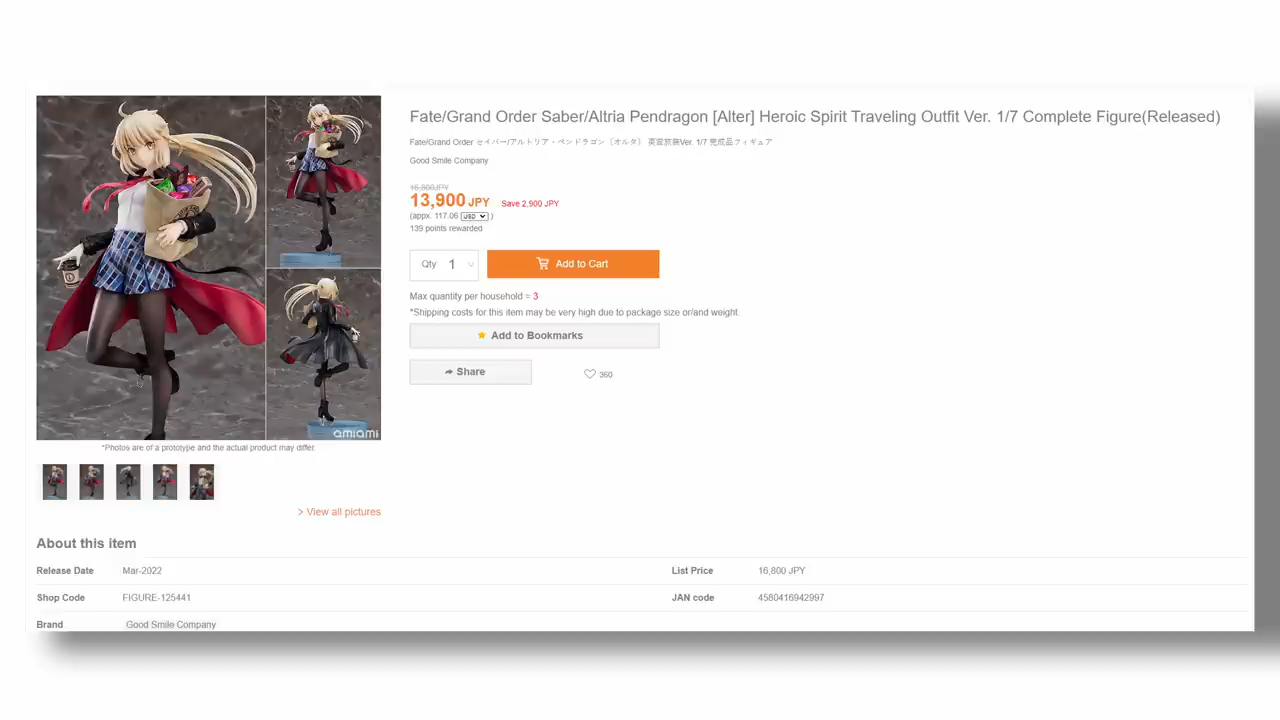 Fate/Grand Order Saber/Altria Pendragon [Alter] Heroic Spirit Traveling Outfit Ver. 1/7 Complete Figure(Released)
Fate/Grand Order セイバー/アルトリア・ペンドラゴン〔オルタ〕 英霊旅装Ver. 1/7 完成品フィギュア
Good Smile Company
16,800JPY
13,900 JPY Save 2,900 JPY
(appx. 117.06 USD )
139 points rewarded
Qty: 1
Add to Cart
Max quantity per household = 3
*Shipping costs for this item may be very high due to package size or/and weight.
Add to Bookmarks
Share
360
amiami
*Photos are of a prototype and the actual product may differ.
> View all pictures
About this item
Release Date Mar-2022 List Price 16,800 JPY
Shop Code FIGURE-125441 JAN code 4580416942997
Brand Good Smile Company